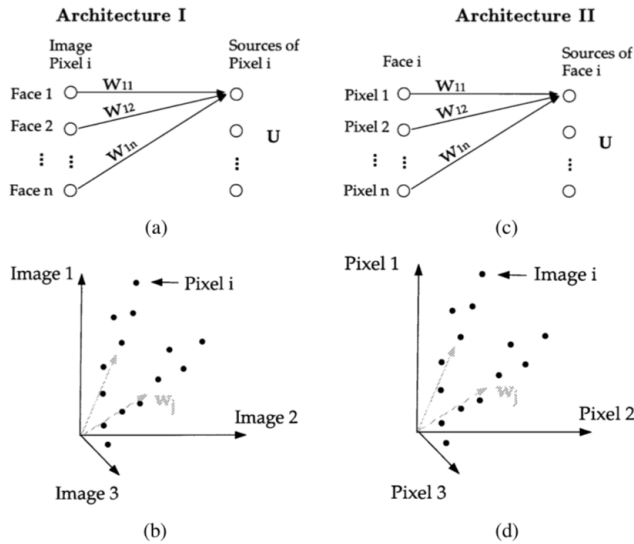 Architecture I
Image
Pixel i
Sources of
Pixel i
Face 1
W11
Face 2
W12
U
W1n
Face n
(a)
Architecture II
Face i
Sources of
Face i
Pixel 1
W11
Pixel 2
W12
U
W1n
Pixel n
(c)
Image 1
Pixel i
wj
Image 2
Image 3
(b)
Pixel 1
Image i
wj
Pixel 2
Pixel 3
(d)